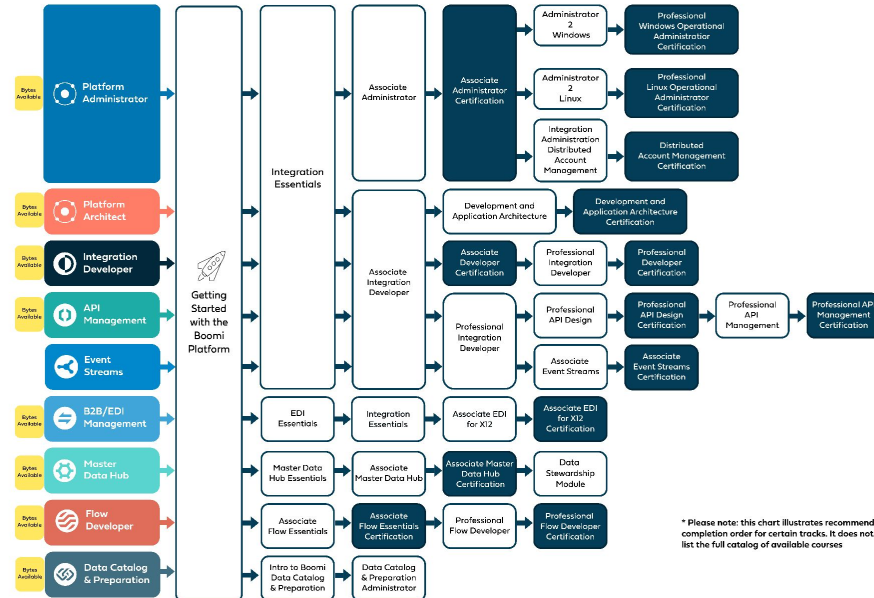 Bytes
Available
Platform
Administrator
Getting
Started
with the
Boomi
Platform
Integration
Essentials
Associate
Administrator
Associate
Administrator
Certification
Administrator
2
Windows
Professional
Windows Operational
Administratior
Certification
Administrator
2
Linux
Professional
Linux Operational
Administrator
Certification
Integration
Administration
Distributed
Account
Management
Distributed
Account Management
Certification
Bytes
Available
Platform
Architect
Associate
Integration
Developer
Development and
Application Architecture
Development and
Application Architecture
Certification
Bytes
Available
Integration
Developer
Associate
Developer
Certification
Professional
Integration
Developer
Professional
Developer
Certification
Bytes
Available
API
Management
Professional
Integration
Developer
Professional
API Design
Professional
API Design
Certification
Professional
API
Management
Professional AP
Management
Certification
Event
Streams
Associate
Event Streams
Associate
Event Streams
Certification
Bytes
Available
B2B/EDI
Management
EDI
Essentials
Integration
Essentials
Associate EDI
for X12
Associate EDI
for X12
Certification
Bytes
Available
Master
Data Hub
Master Data
Hub Essentials
Associate
Master Data Hub
Associate Master
Data Hub
Certification
Data
Stewardship
Module
Bytes
Available
Flow
Developer
Associate
Flow Essentials
Associate
Flow Essentials
Certification
Professional
Flow Developer
Professional
Flow Developer
Certification
Bytes
Available
Data Catalog
& Preparation
Intro to Boomi
Data Catalog
& Preparation
Data Catalog
& Preparation
Administrator
* Please note: this chart illustrates recommend
completion order for certain tracks. It does not
list the full catalog of available courses